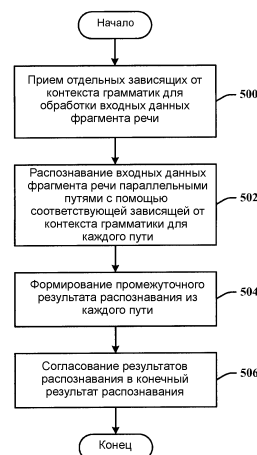 Начало
Прием отдельных зависящих от
контекста грамматик для
обработки входных данных
фрагмента речи
500
Распознавание входных данных
фрагмента речи параллельными
путями с помощью
соответствующей зависящей от
контекста грамматики для
каждого пути
502
Формирование промежуточного
результата распознавания из
каждого пути
504
Согласование результатов
распознавания в конечный
результат распознавания
506
Конец